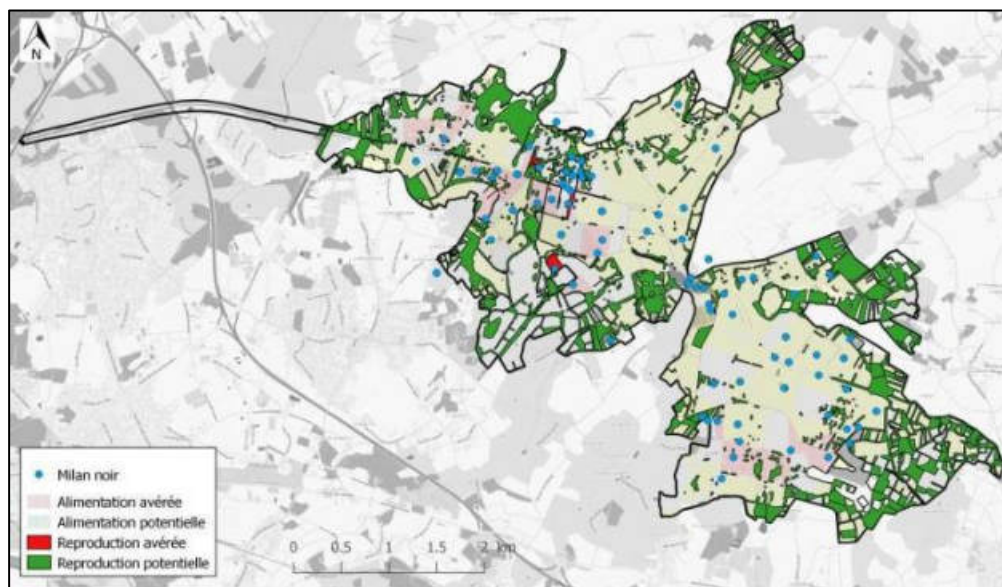 N
Milan noir
Alimentation avérée
Alimentation potentielle
Reproduction avérée
Reproduction potentielle
0 0.5 1 1.5 2 km